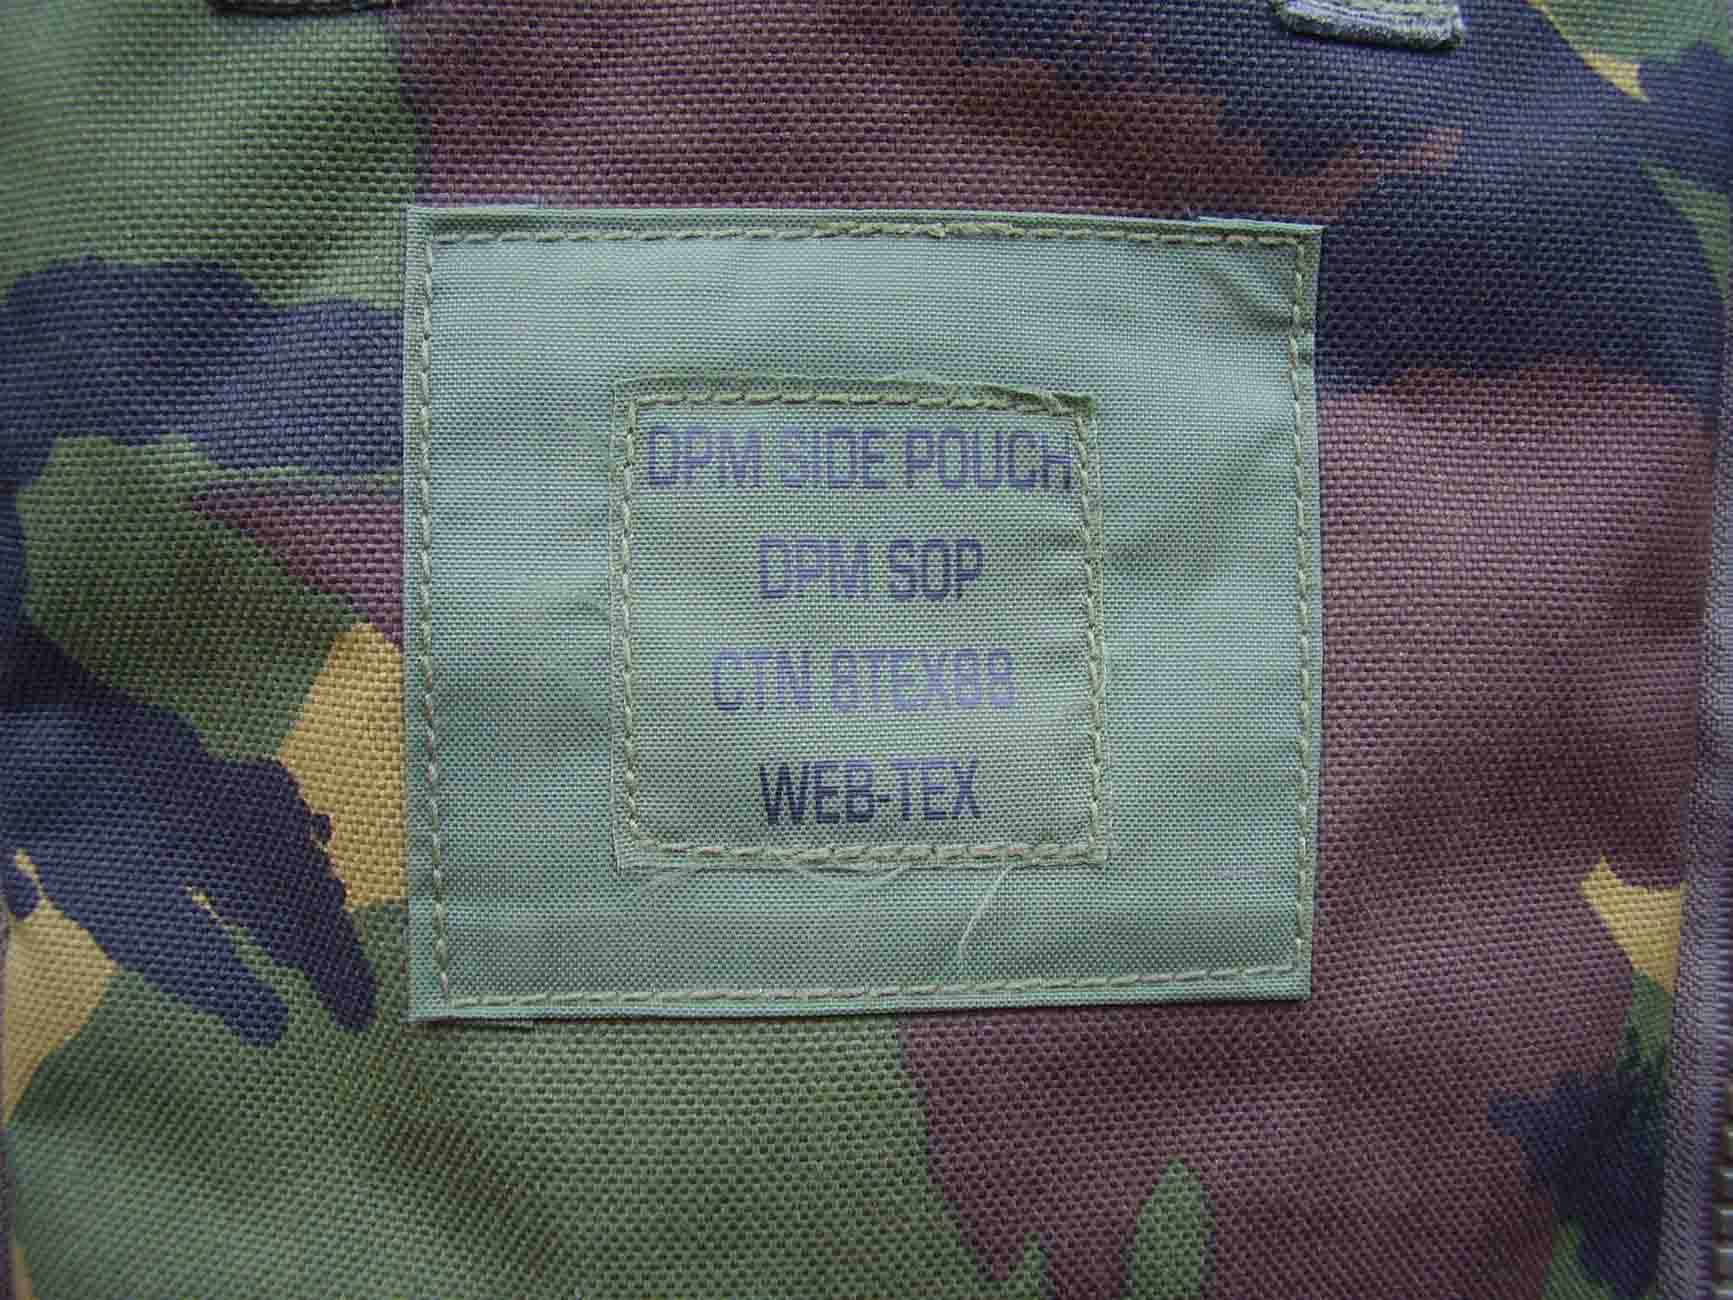 DPM SIDE POUCH
DPM SOP
CTN 8TEX88
WEB-TEX